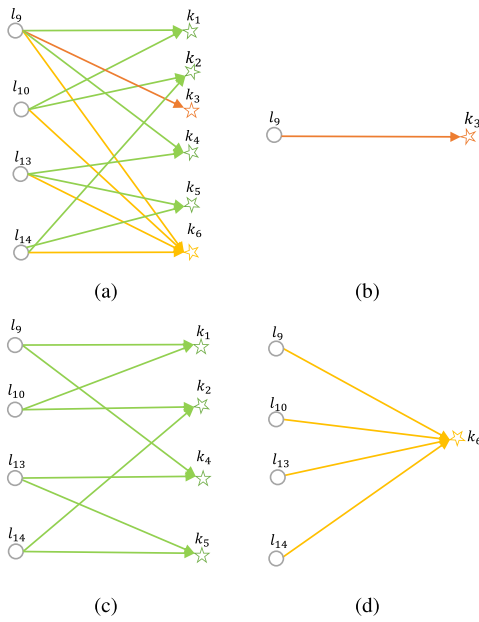 l₉
k₁
k₂
l₁₀
k₃
k₄
l₁₃
k₅
k₆
l₁₄
(a)
l₉
k₃
(b)
l₉
k₁
l₁₀
k₂
l₁₃
k₄
l₁₄
k₅
(c)
l₉
l₁₀
k₆
l₁₃
l₁₄
(d)